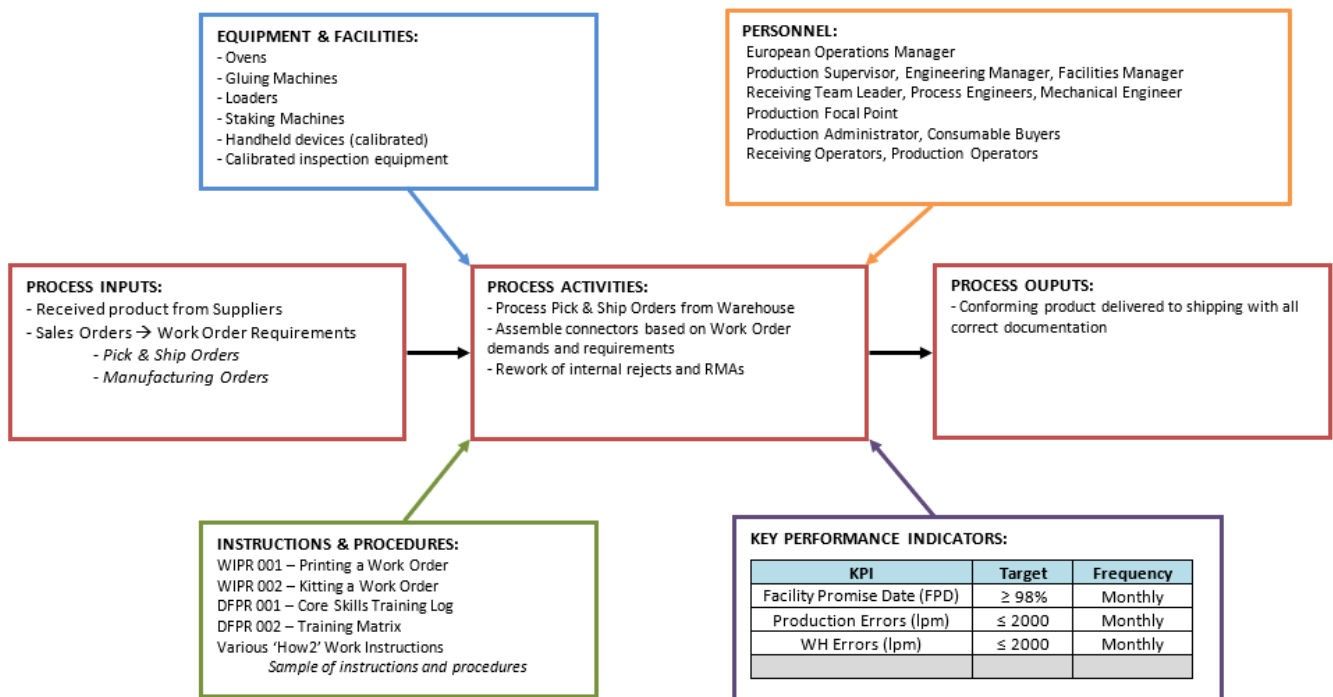 EQUIPMENT & FACILITIES:
- Ovens
- Gluing Machines
- Loaders
- Staking Machines
- Handheld devices (calibrated)
- Calibrated inspection equipment
PERSONNEL:
European Operations Manager
Production Supervisor, Engineering Manager, Facilities Manager
Receiving Team Leader, Process Engineers, Mechanical Engineer
Production Focal Point
Production Administrator, Consumable Buyers
Receiving Operators, Production Operators
PROCESS INPUTS:
- Received product from Suppliers
- Sales Orders → Work Order Requirements
- Pick & Ship Orders
- Manufacturing Orders
PROCESS ACTIVITIES:
- Process Pick & Ship Orders from Warehouse
- Assemble connectors based on Work Order
demands and requirements
- Rework of internal rejects and RMAs
PROCESS OUPUTS:
- Conforming product delivered to shipping with all
correct documentation
INSTRUCTIONS & PROCEDURES:
WIPR 001 – Printing a Work Order
WIPR 002 – Kitting a Work Order
DFPR 001 – Core Skills Training Log
DFPR 002 – Training Matrix
Various ‘How2’ Work Instructions
Sample of instructions and procedures
KEY PERFORMANCE INDICATORS:
KPI Target Frequency
Facility Promise Date (FPD) ≥ 98% Monthly
Production Errors (lpm) ≤ 2000 Monthly
WH Errors (lpm) ≤ 2000 Monthly